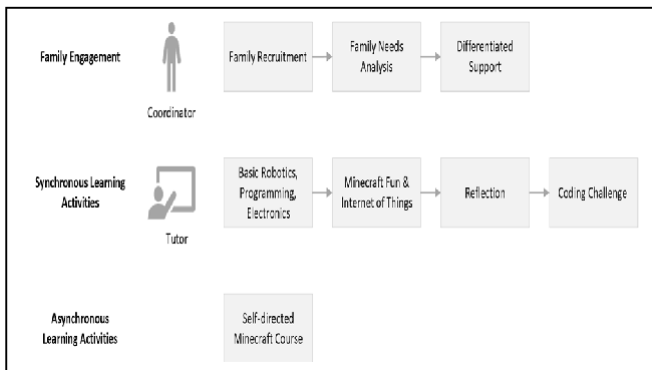 Family Engagement
Coordinator
Family Recruitment
Family Needs
Analysis
Differentiated
Support
Synchronous Learning
Activities
Tutor
Basic Robotics,
Programming,
Electronics
Minecraft Fun &
Internet of Things
Reflection
Coding Challenge
Asynchronous
Learning Activities
Self-directed
Minecraft Course